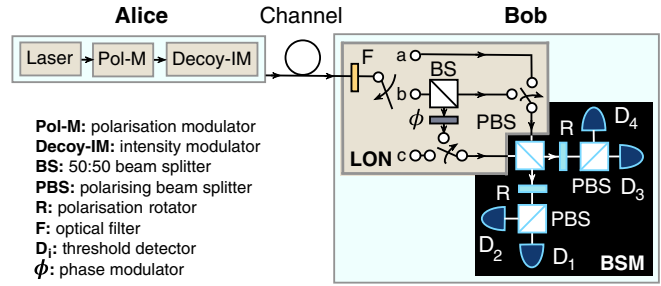 Alice
Channel
Bob
Laser
Pol-M
Decoy-IM
F
a
BS
b
ϕ
PBS
c
LON
D4
R
PBS
D3
R
PBS
D2
D1
BSM
Pol-M: polarisation modulator
Decoy-IM: intensity modulator
BS: 50:50 beam splitter
PBS: polarising beam splitter
R: polarisation rotator
F: optical filter
Di: threshold detector
ϕ: phase modulator